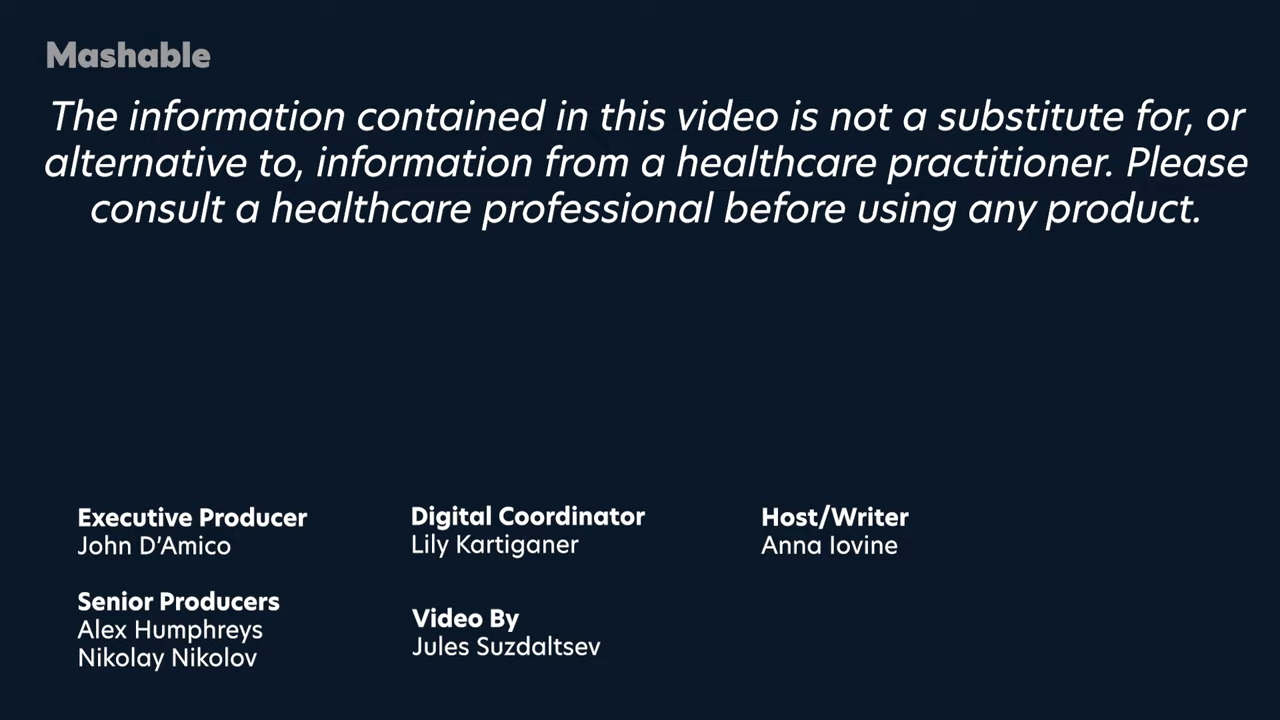 Mashable
The information contained in this video is not a substitute for, or
alternative to, information from a healthcare practitioner. Please
consult a healthcare professional before using any product.
Executive Producer
John D’Amico
Senior Producers
Alex Humphreys
Nikolay Nikolov
Digital Coordinator
Lily Kartiganer
Video By
Jules Suzdaltsev
Host/Writer
Anna Iovine